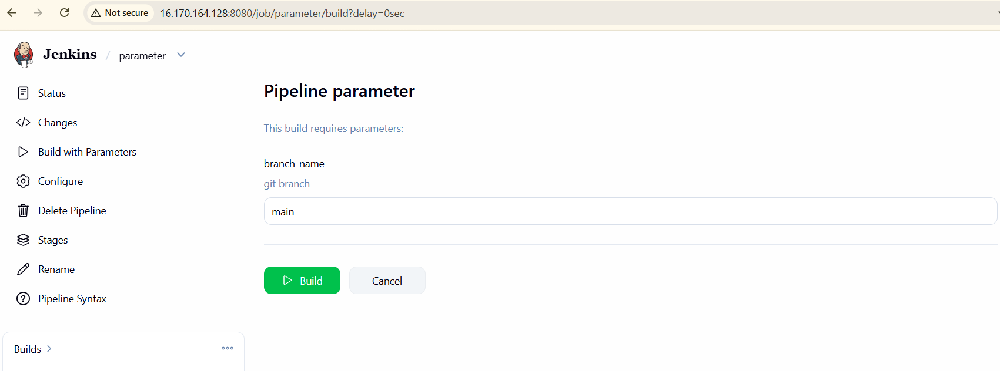 Not secure 16.170.164.128:8080/job/parameter/build?delay=0sec
Jenkins / parameter
Status
Changes
Build with Parameters
Configure
Delete Pipeline
Stages
Rename
Pipeline Syntax
Builds
Pipeline parameter
This build requires parameters:
branch-name
git branch
main
Build Cancel